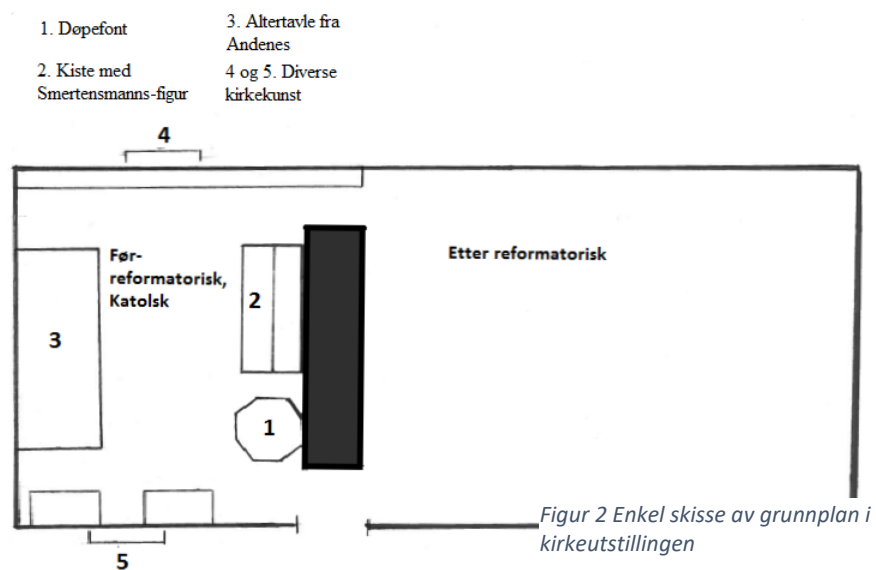 1. Døpefont
2. Kiste med
Smertensmanns-figur
3. Altertavle fra
Andenes
4 og 5. Diverse
kirkekunst
4
Før-
reformatorisk,
Katolsk
Etter reformatorisk
2
3
1
5
Figur 2 Enkel skisse av grunnplan i
kirkeutstillingen